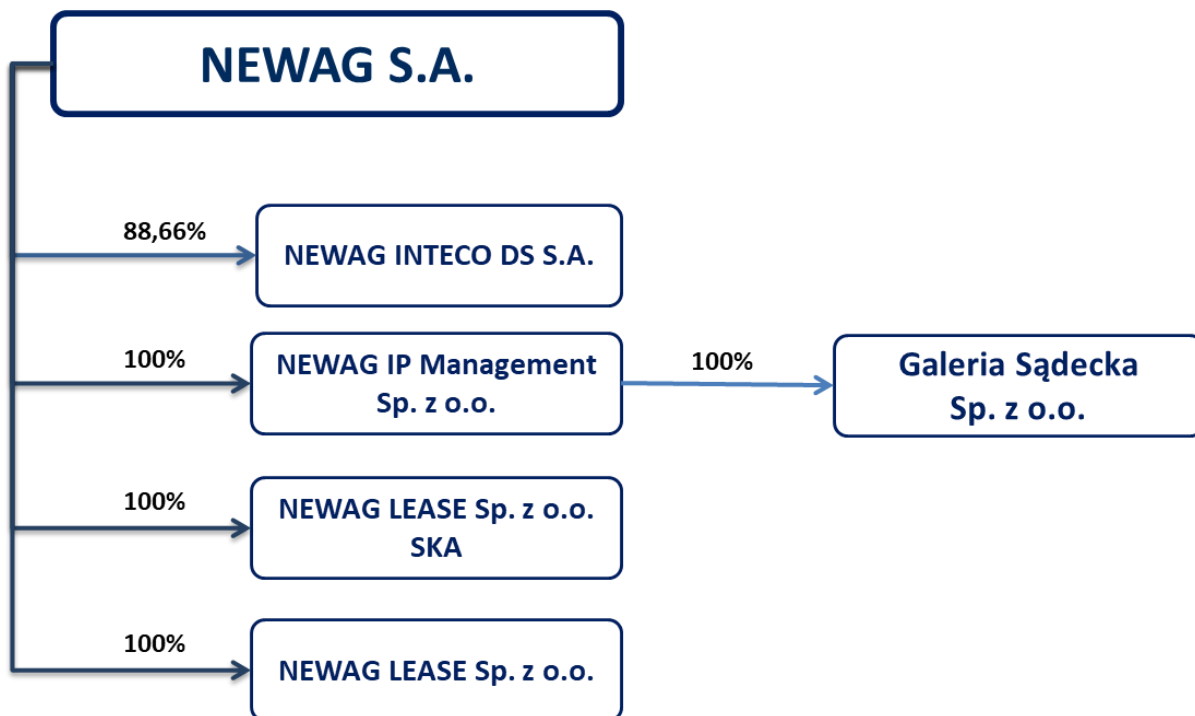 NEWAG S.A.
88,66%
NEWAG INTECO DS S.A.
100%
NEWAG IP Management
Sp. z o.o.
100%
Galeria Sądecka
Sp. z o.o.
100%
NEWAG LEASE Sp. z o.o.
SKA
100%
NEWAG LEASE Sp. z o.o.